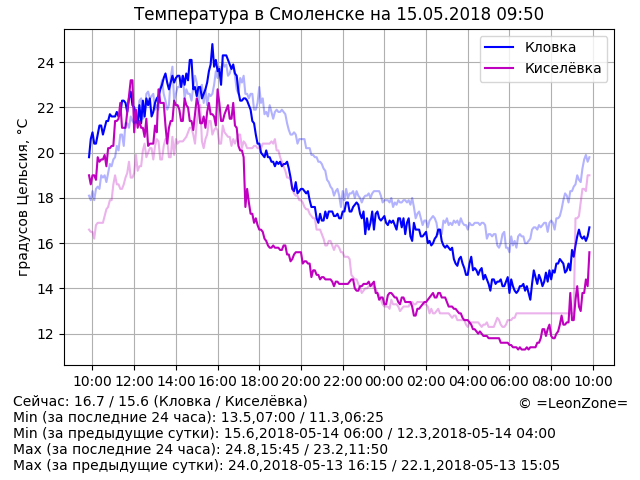 Температура в Смоленске на 15.05.2018 09:50
градусов Цельсия, °C
24
22
20
18
16
14
12
Кловка
Киселёвка
10:00 12:00 14:00 16:00 18:00 20:00 22:00 00:00 02:00 04:00 06:00 08:00 10:00
Сейчас: 16.7 / 15.6 (Кловка / Киселёвка)
© =LeonZone=
Min (за последние 24 часа): 13.5,07:00 / 11.3,06:25
Min (за предыдущие сутки): 15.6,2018-05-14 06:00 / 12.3,2018-05-14 04:00
Max (за последние 24 часа): 24.8,15:45 / 23.2,11:50
Max (за предыдущие сутки): 24.0,2018-05-13 16:15 / 22.1,2018-05-13 15:05